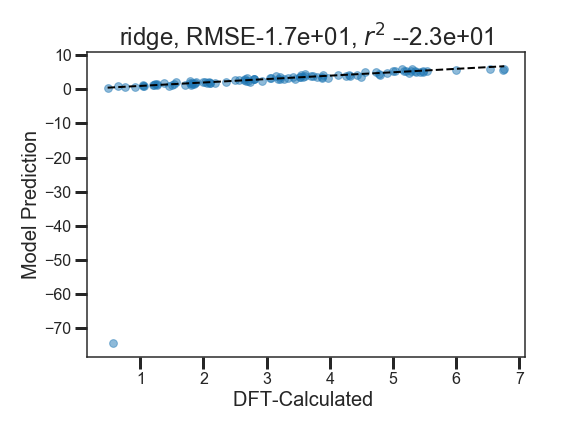 ridge, RMSE-1.7e+01, r² --2.3e+01
10
0
−10
−20
−30
−40
−50
−60
−70
Model Prediction
1 2 3 4 5 6 7
DFT-Calculated